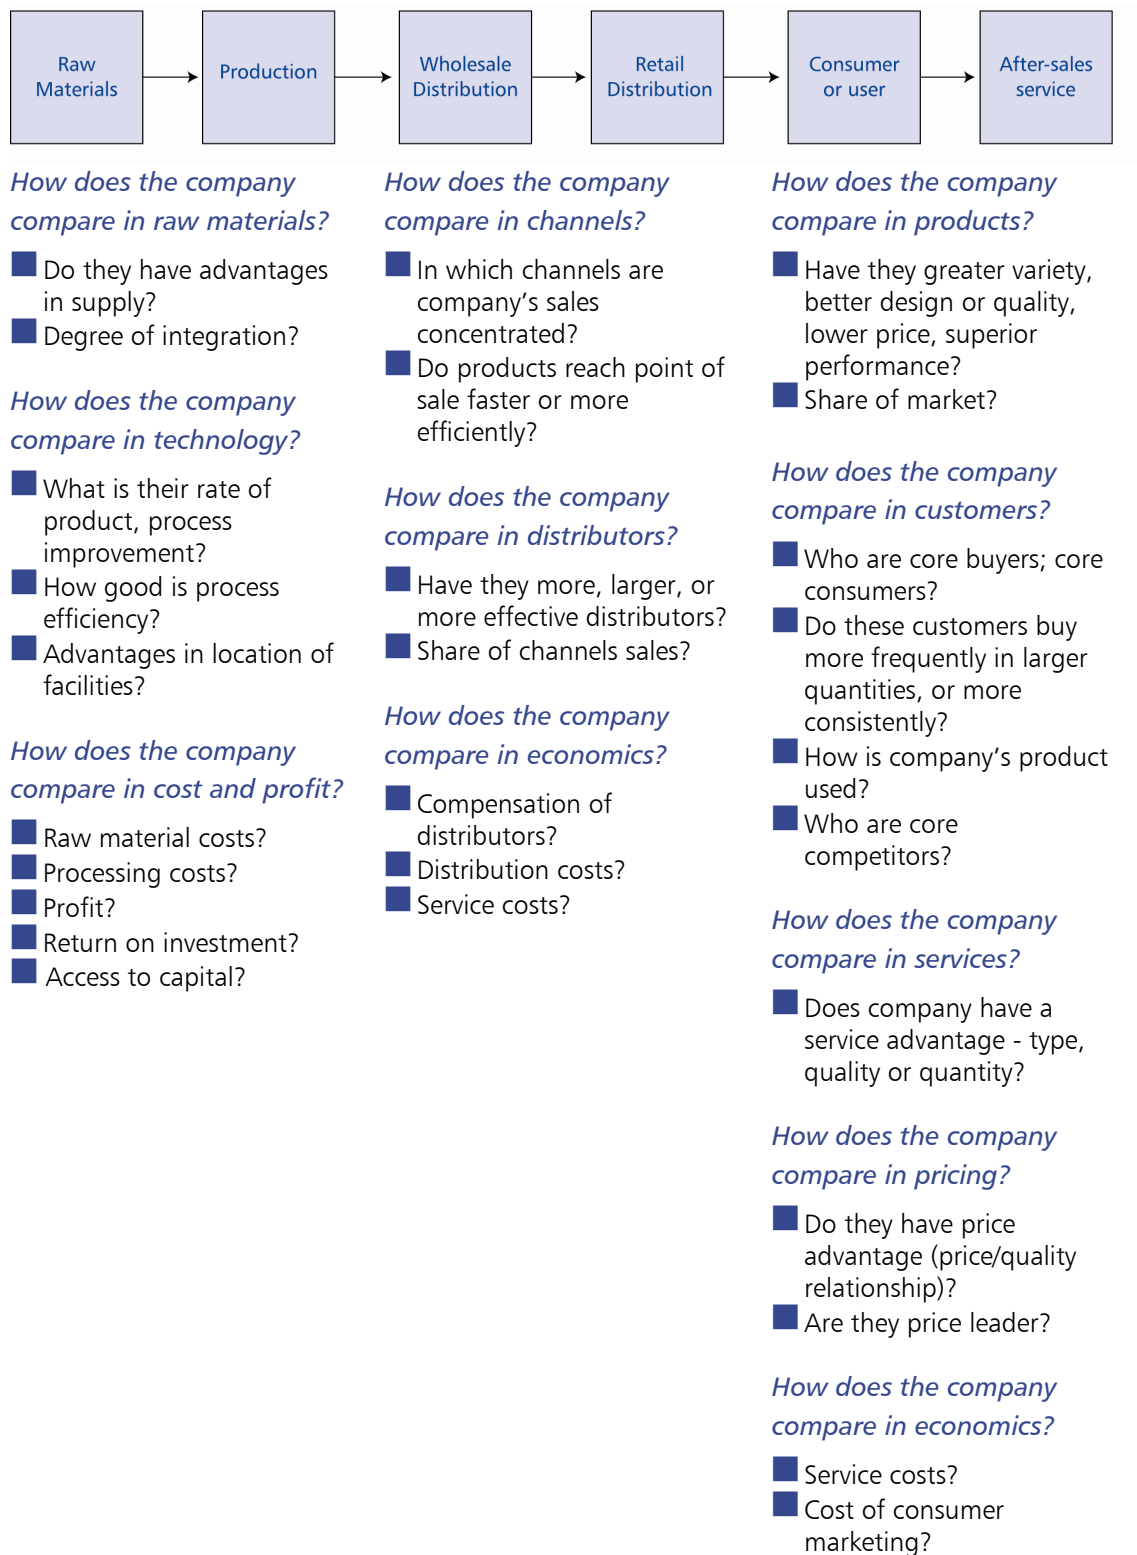 Raw
Materials
Production
Wholesale
Distribution
Retail
Distribution
Consumer
or user
After-sales
service
How does the company
compare in raw materials?
Do they have advantages
in supply?
Degree of integration?
How does the company
compare in technology?
What is their rate of
product, process
improvement?
How good is process
efficiency?
Advantages in location of
facilities?
How does the company
compare in cost and profit?
Raw material costs?
Processing costs?
Profit?
Return on investment?
Access to capital?
How does the company
compare in channels?
In which channels are
company’s sales
concentrated?
Do products reach point of
sale faster or more
efficiently?
How does the company
compare in distributors?
Have they more, larger, or
more effective distributors?
Share of channels sales?
How does the company
compare in economics?
Compensation of
distributors?
Distribution costs?
Service costs?
How does the company
compare in products?
Have they greater variety,
better design or quality,
lower price, superior
performance?
Share of market?
How does the company
compare in customers?
Who are core buyers; core
consumers?
Do these customers buy
more frequently in larger
quantities, or more
consistently?
How is company’s product
used?
Who are core
competitors?
How does the company
compare in services?
Does company have a
service advantage - type,
quality or quantity?
How does the company
compare in pricing?
Do they have price
advantage (price/quality
relationship)?
Are they price leader?
How does the company
compare in economics?
Service costs?
Cost of consumer
marketing?